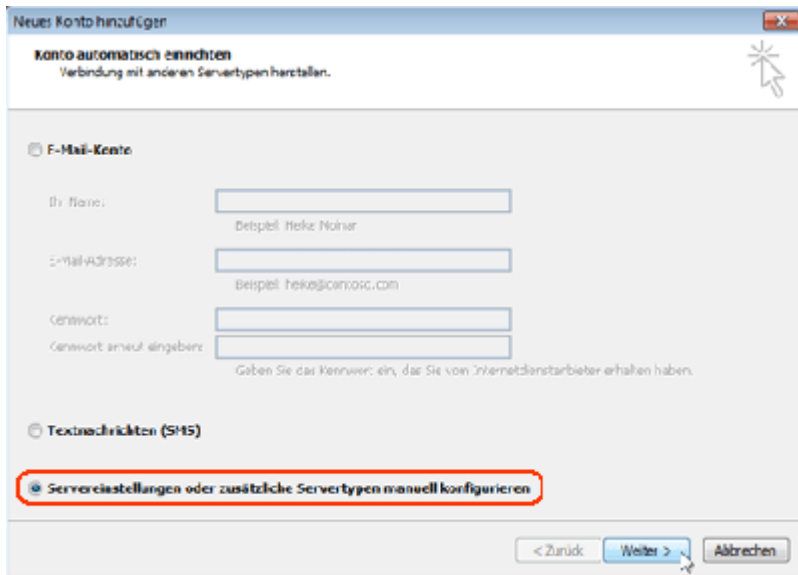 Neues Konto hinzufügen
Konto automatisch einrichten
Verbindung mit anderen Servertypen herstellen.
E-Mail-Konto
Ihr Name:
Beispiel: Heike Molnar
E-Mail-Adresse:
Beispiel: heike@contoso.com
Kennwort:
Kennwort erneut eingeben:
Geben Sie das Kennwort ein, das Sie vom Internetdienstanbieter erhalten haben.
Textnachrichten (SMS)
Servereinstellungen oder zusätzliche Servertypen manuell konfigurieren
< Zurück Weiter > Abbrechen